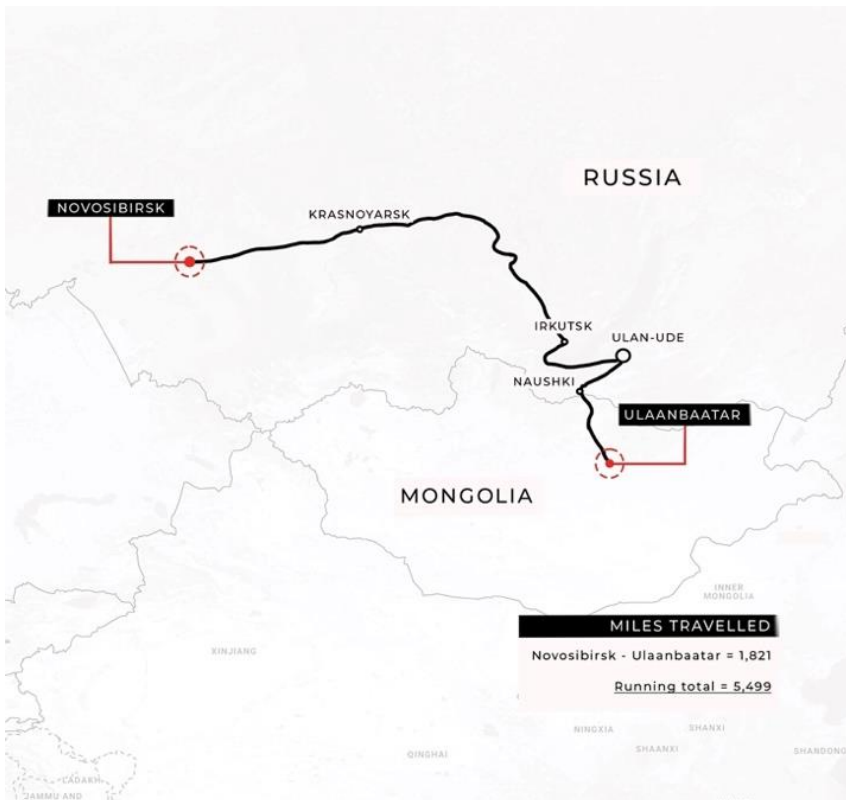 RUSSIA
NOVOSIBIRSK
KRASNOYARSK
IRKUTSK
ULAN-UDE
NAUSHKI
ULAANBAATAR
MONGOLIA
INNER
MONGOLIA
MILES TRAVELLED
XINJIANG
Novosibirsk - Ulaanbaatar = 1,821
Running total = 5,499
NINGXIA
SHANXI
SHAANXI
SHANDONG
QINGHAI
LADAKH
JAMMU AND